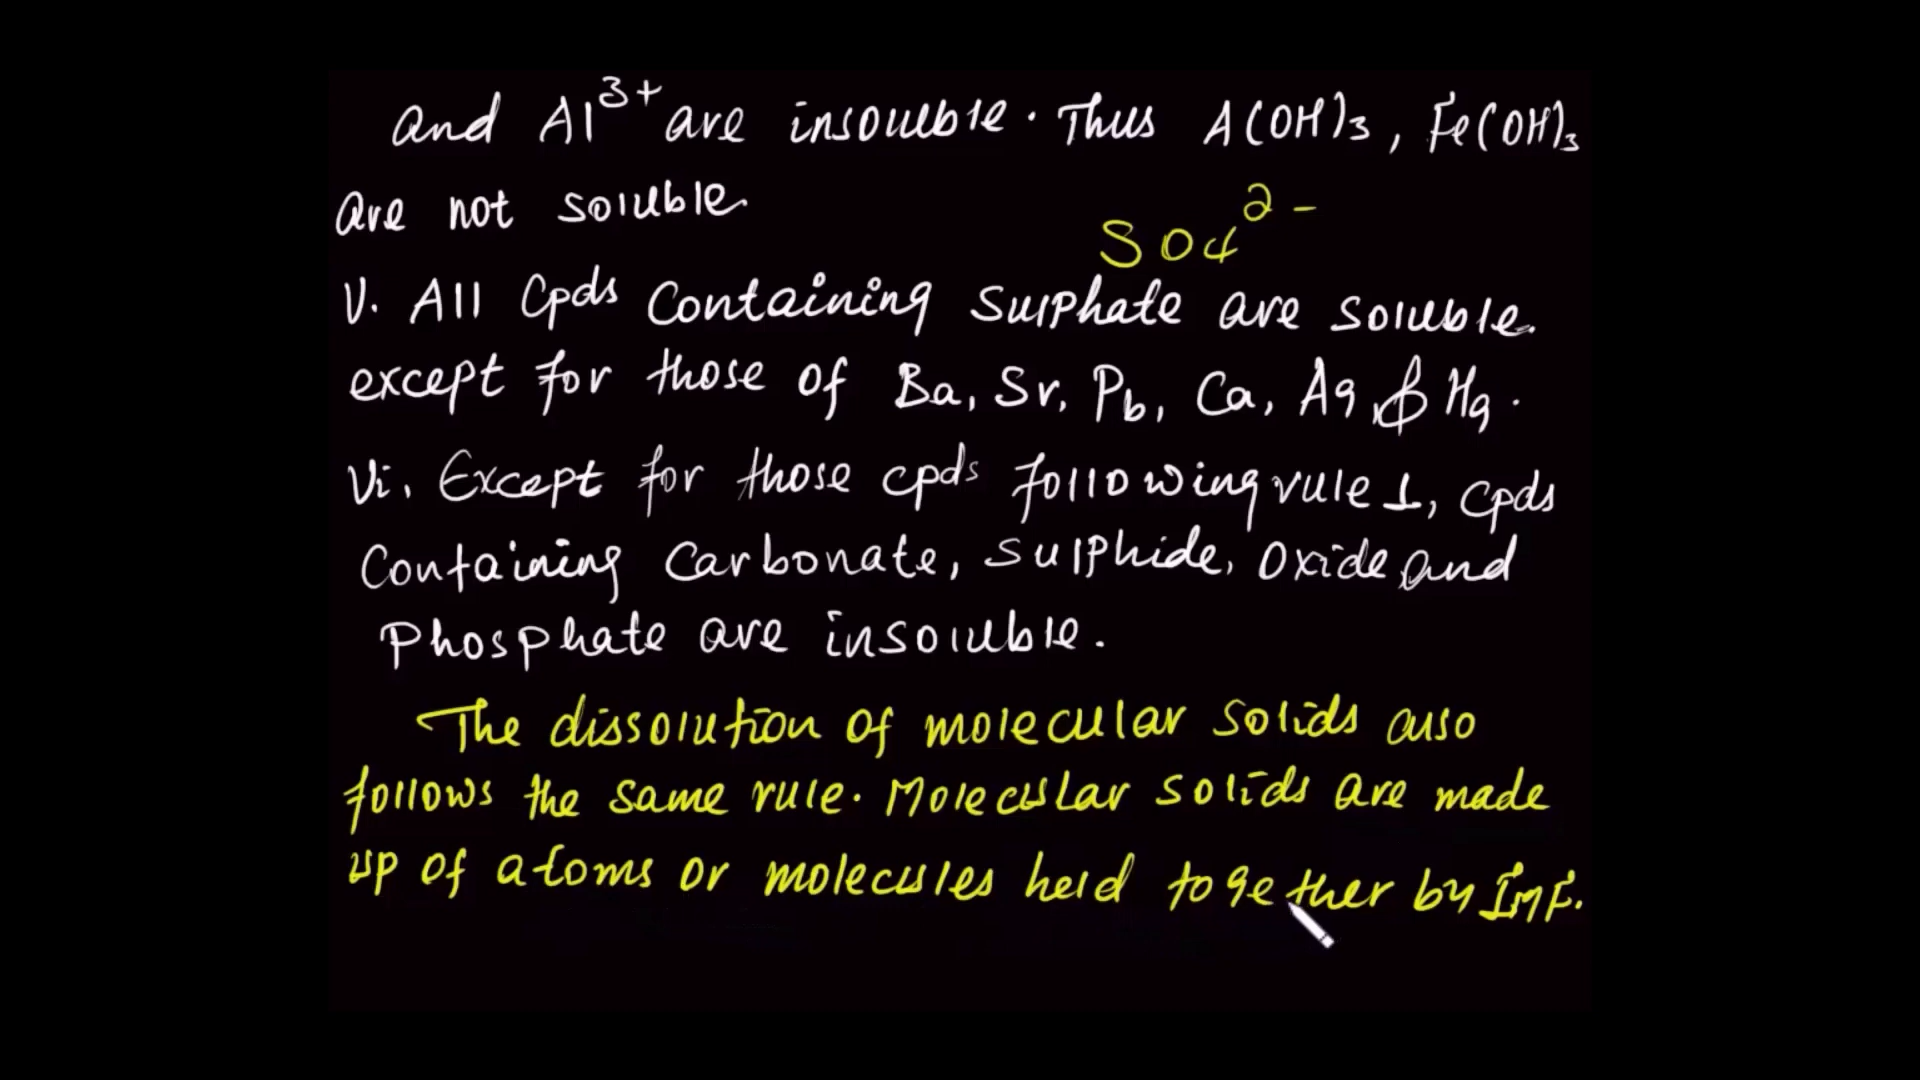 and Al³⁺ are insoluble. Thus A(OH)₃, Fe(OH)₃
are not soluble
SO₄²⁻
V. All Cpds Containing Sulphate are soluble.
except for those of Ba, Sr, Pb, Ca, Ag & Hg.
Vi. Except for those cpds following rule 1, cpds
Containing Carbonate, Sulphide, Oxide and
Phosphate are insoluble.
The dissolution of molecular solids also
follows the same rule. Molecular solids are made
up of atoms or molecules held together by IMF.